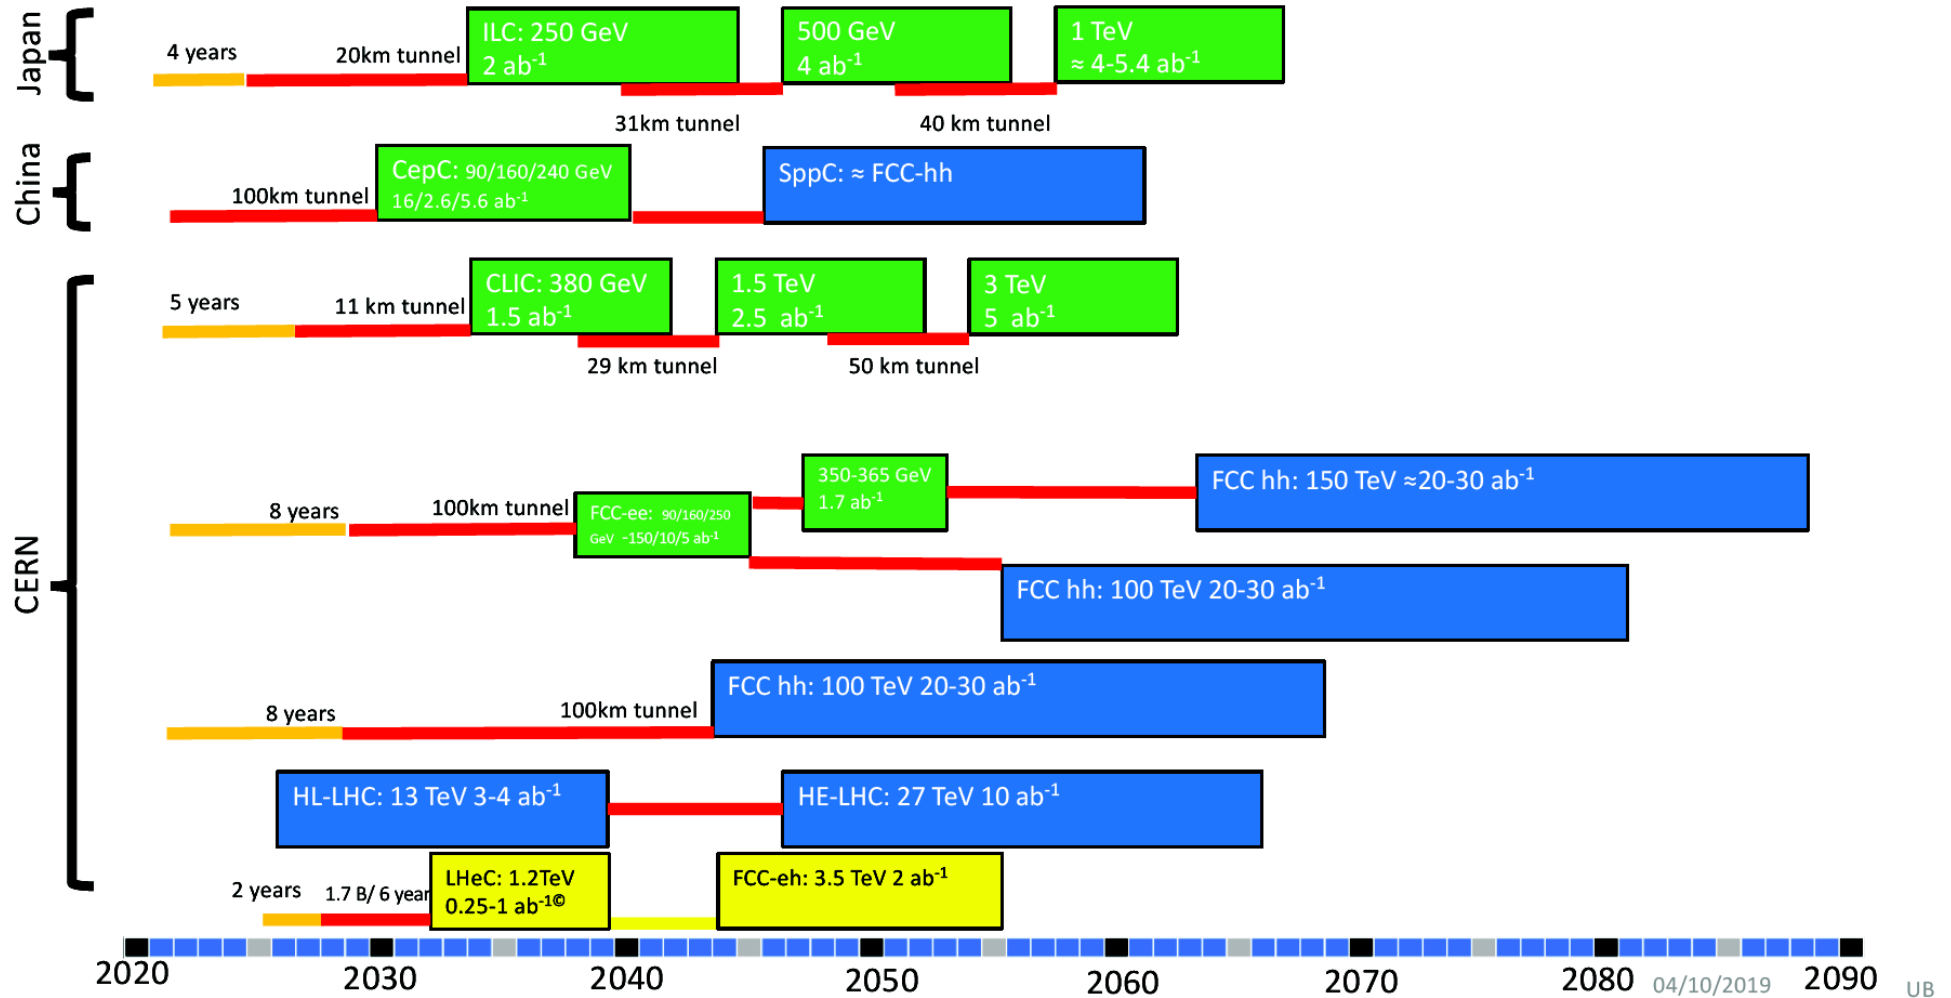 Japan
4 years
20km tunnel
ILC: 250 GeV
2 ab-1
500 GeV
4 ab-1
1 TeV
≈ 4-5.4 ab-1
31km tunnel
40 km tunnel
China
100km tunnel
CepC: 90/160/240 GeV
16/2.6/5.6 ab-1
SppC: ≈ FCC-hh
CERN
5 years
11 km tunnel
CLIC: 380 GeV
1.5 ab-1
1.5 TeV
2.5 ab-1
3 TeV
5 ab-1
29 km tunnel
50 km tunnel
8 years
100km tunnel
FCC-ee: 90/160/250
GeV -150/10/5 ab-1
350-365 GeV
1.7 ab-1
FCC hh: 150 TeV ≈20-30 ab-1
FCC hh: 100 TeV 20-30 ab-1
8 years
100km tunnel
FCC hh: 100 TeV 20-30 ab-1
HL-LHC: 13 TeV 3-4 ab-1
HE-LHC: 27 TeV 10 ab-1
2 years
1.7 B/ 6 year
LHeC: 1.2TeV
0.25-1 ab-1©
FCC-eh: 3.5 TeV 2 ab-1
2020 2030 2040 2050 2060 2070 2080 2090
04/10/2019
UB